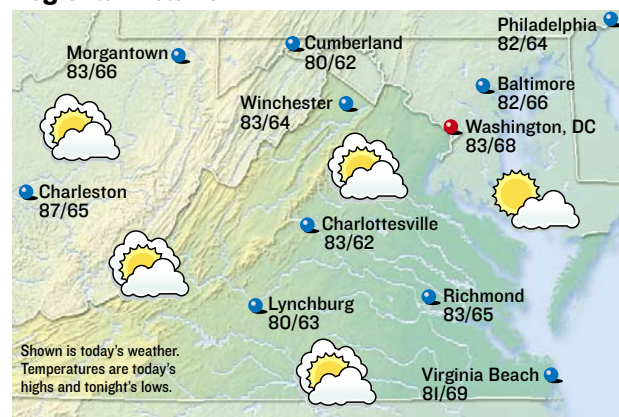 Philadelphia
82/64
Morgantown
83/66
Cumberland
80/62
Baltimore
82/66
Winchester
83/64
Washington, DC
83/68
Charleston
87/65
Charlottesville
83/62
Lynchburg
80/63
Richmond
83/65
Shown is today's weather.
Temperatures are today's
highs and tonight's lows.
Virginia Beach
81/69